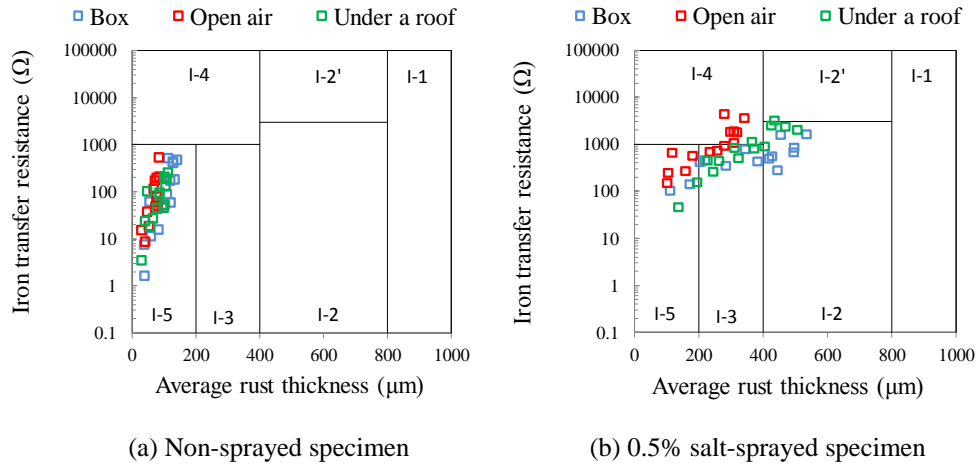 Box Open air Under a roof
Iron transfer resistance (Ω)
100000
10000
1000
100
10
1
0.1
I-4
I-2'
I-1
I-5
I-3
I-2
0 200 400 600 800 1000
Average rust thickness (μm)
(a) Non-sprayed specimen
Box Open air Under a roof
Iron transfer resistance (Ω)
100000
10000
1000
100
10
1
0.1
I-4
I-2'
I-1
I-5
I-3
I-2
0 200 400 600 800 1000
Average rust thickness (μm)
(b) 0.5% salt-sprayed specimen